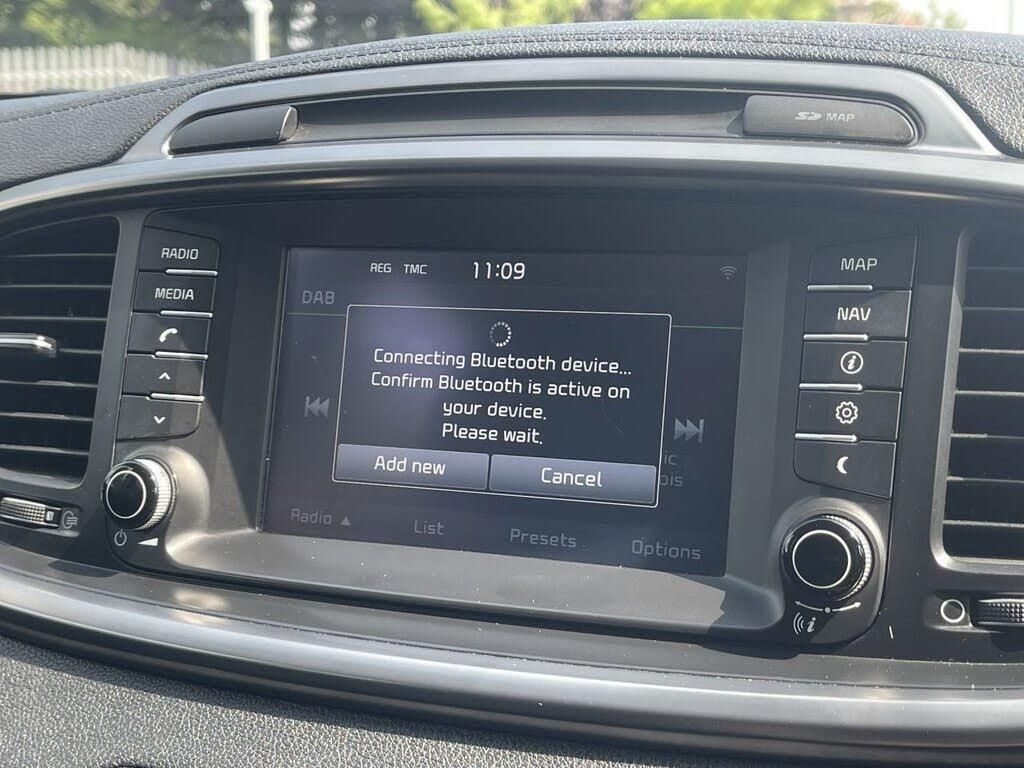 SD MAP
RADIO
MEDIA
REG TMC 11:09
DAB
Connecting Bluetooth device...
Confirm Bluetooth is active on
your device.
Please wait.
Add new Cancel
Radio List Presets Options
MAP
NAV